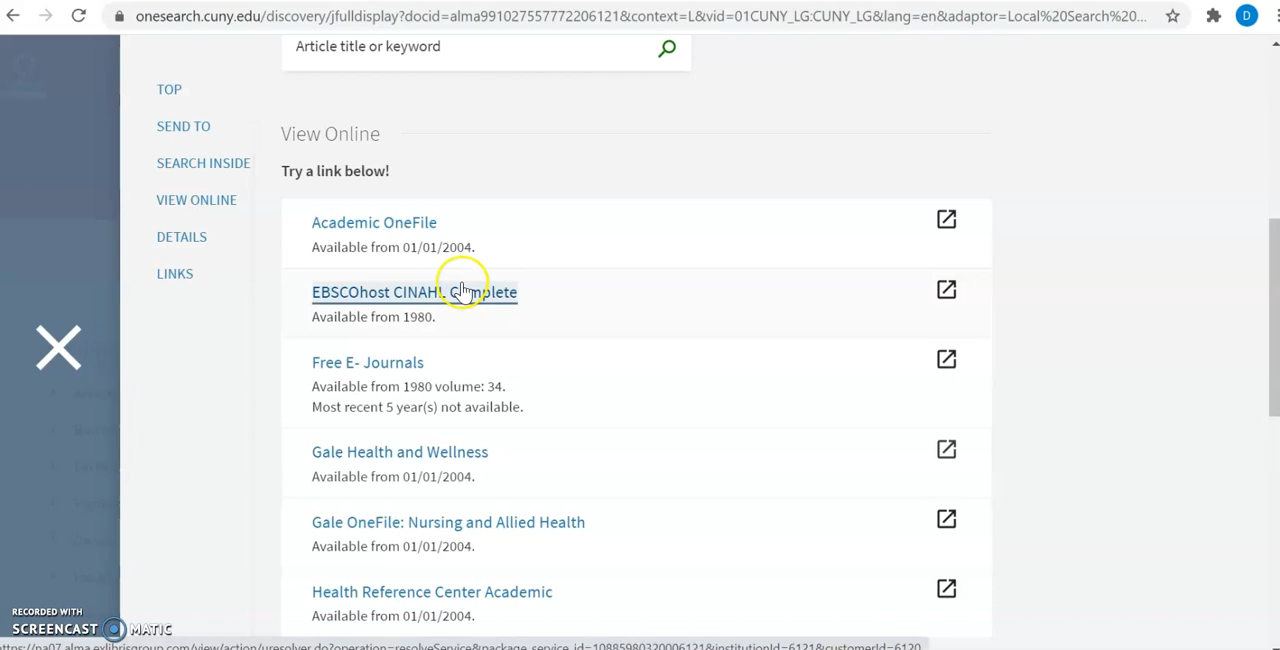 onesearch.cuny.edu/discovery/jfulldisplay?docid=alma991027557772206121&context=L&vid=01CUNY_LG:CUNY_LG&lang=en&adaptor=Local%20Search%20...
D
Article title or keyword
TOP
SEND TO
SEARCH INSIDE
VIEW ONLINE
DETAILS
LINKS
View Online
Try a link below!
Academic OneFile
Available from 01/01/2004.
EBSCOhost CINAHL Complete
Available from 1980.
Free E- Journals
Available from 1980 volume: 34.
Most recent 5 year(s) not available.
Gale Health and Wellness
Available from 01/01/2004.
Gale OneFile: Nursing and Allied Health
Available from 01/01/2004.
Health Reference Center Academic
Available from 01/01/2004.
RECORDED WITH
SCREENCAST MATIC